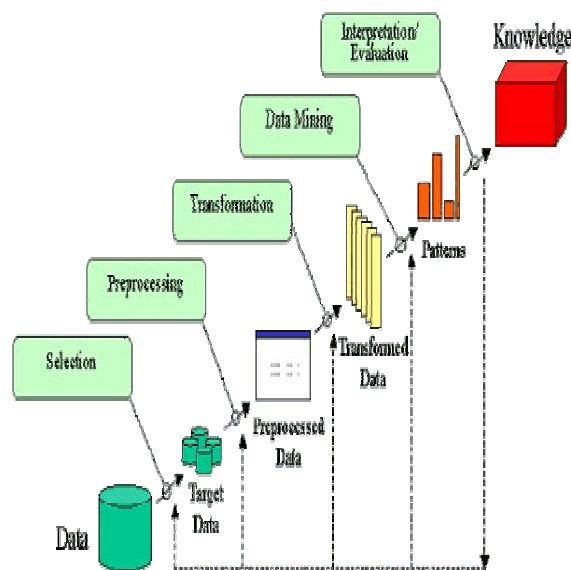 Interpretation/
Evaluation
Knowledge
Data Mining
Transformation
Patterns
Preprocessing
Transformed
Data
Selection
Preprocessed
Data
Target
Data
Data